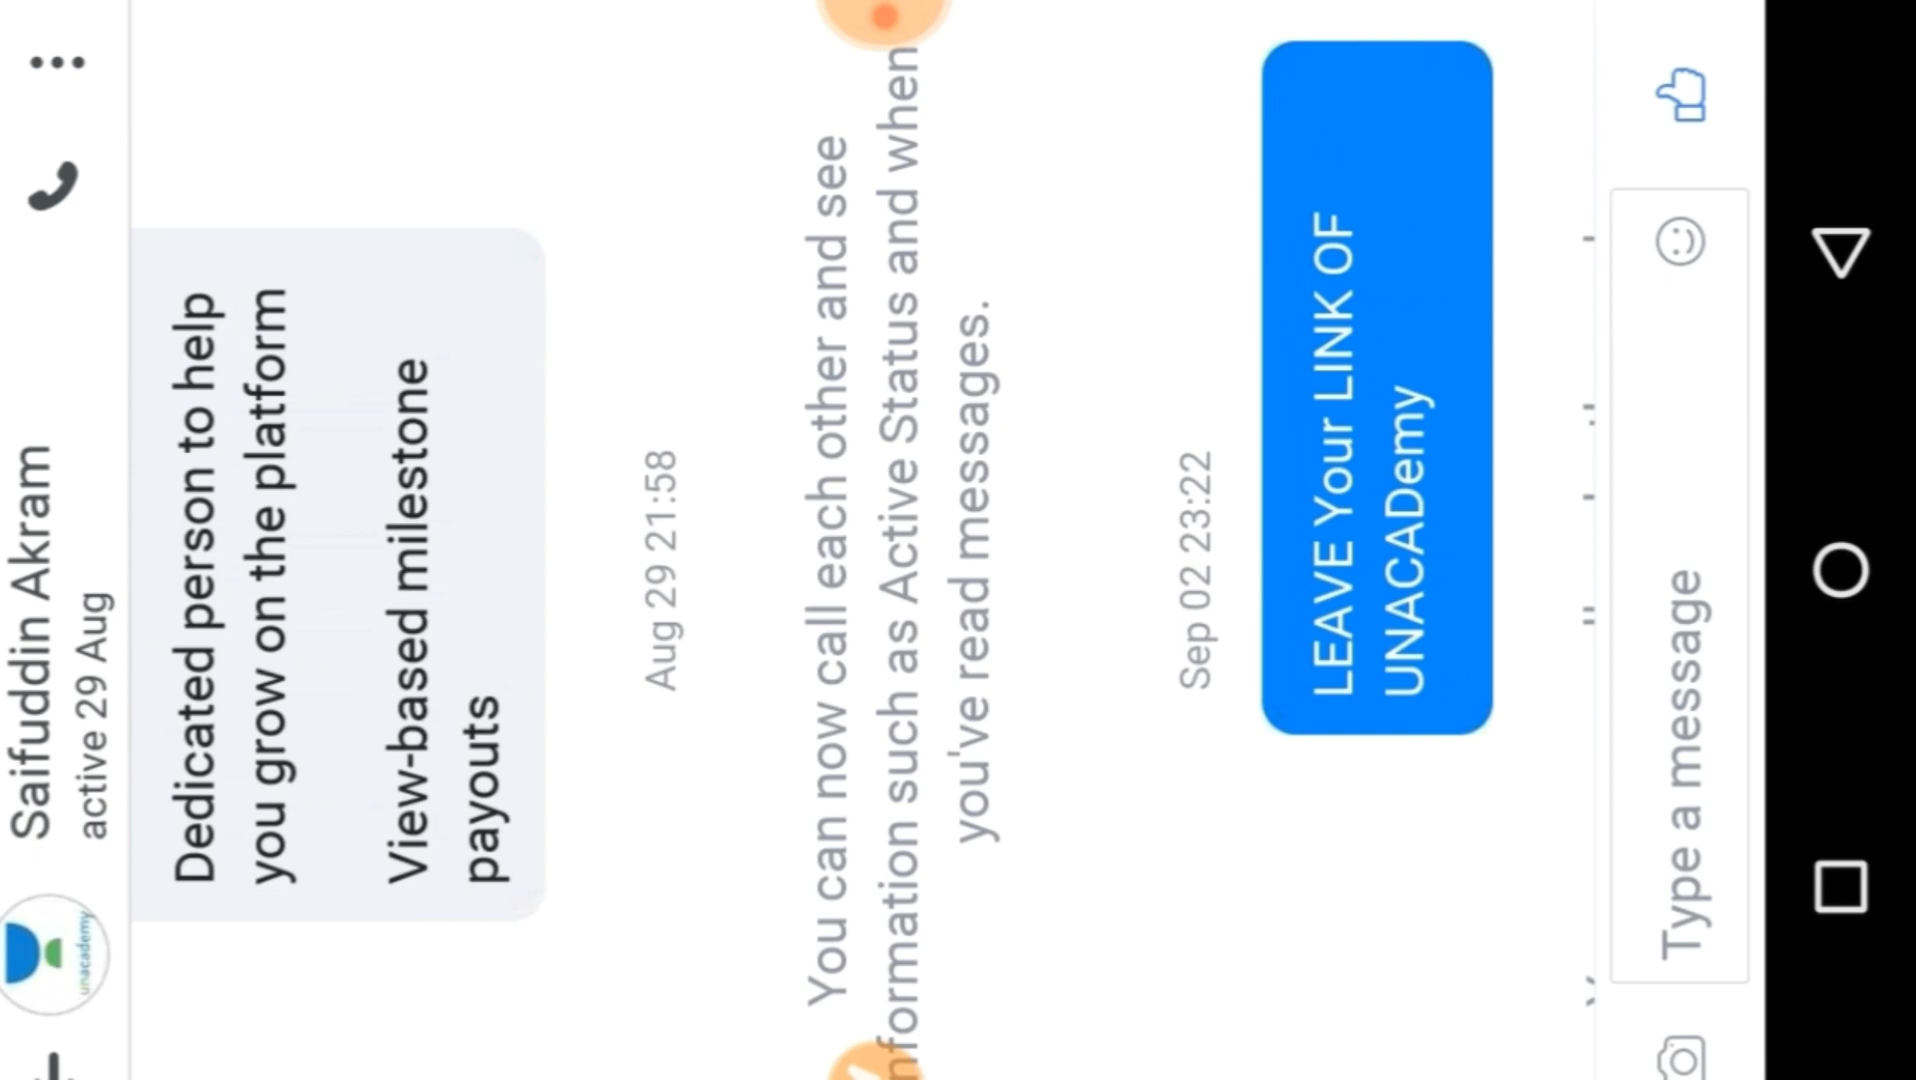 Saifuddin Akram
active 29 Aug
unacademy
Dedicated person to help
you grow on the platform
View-based milestone
payouts
Aug 29 21:58
You can now call each other and see
nformation such as Active Status and when
you've read messages.
Sep 02 23:22
LEAVE Your LINK OF
UNACADemy
Type a message